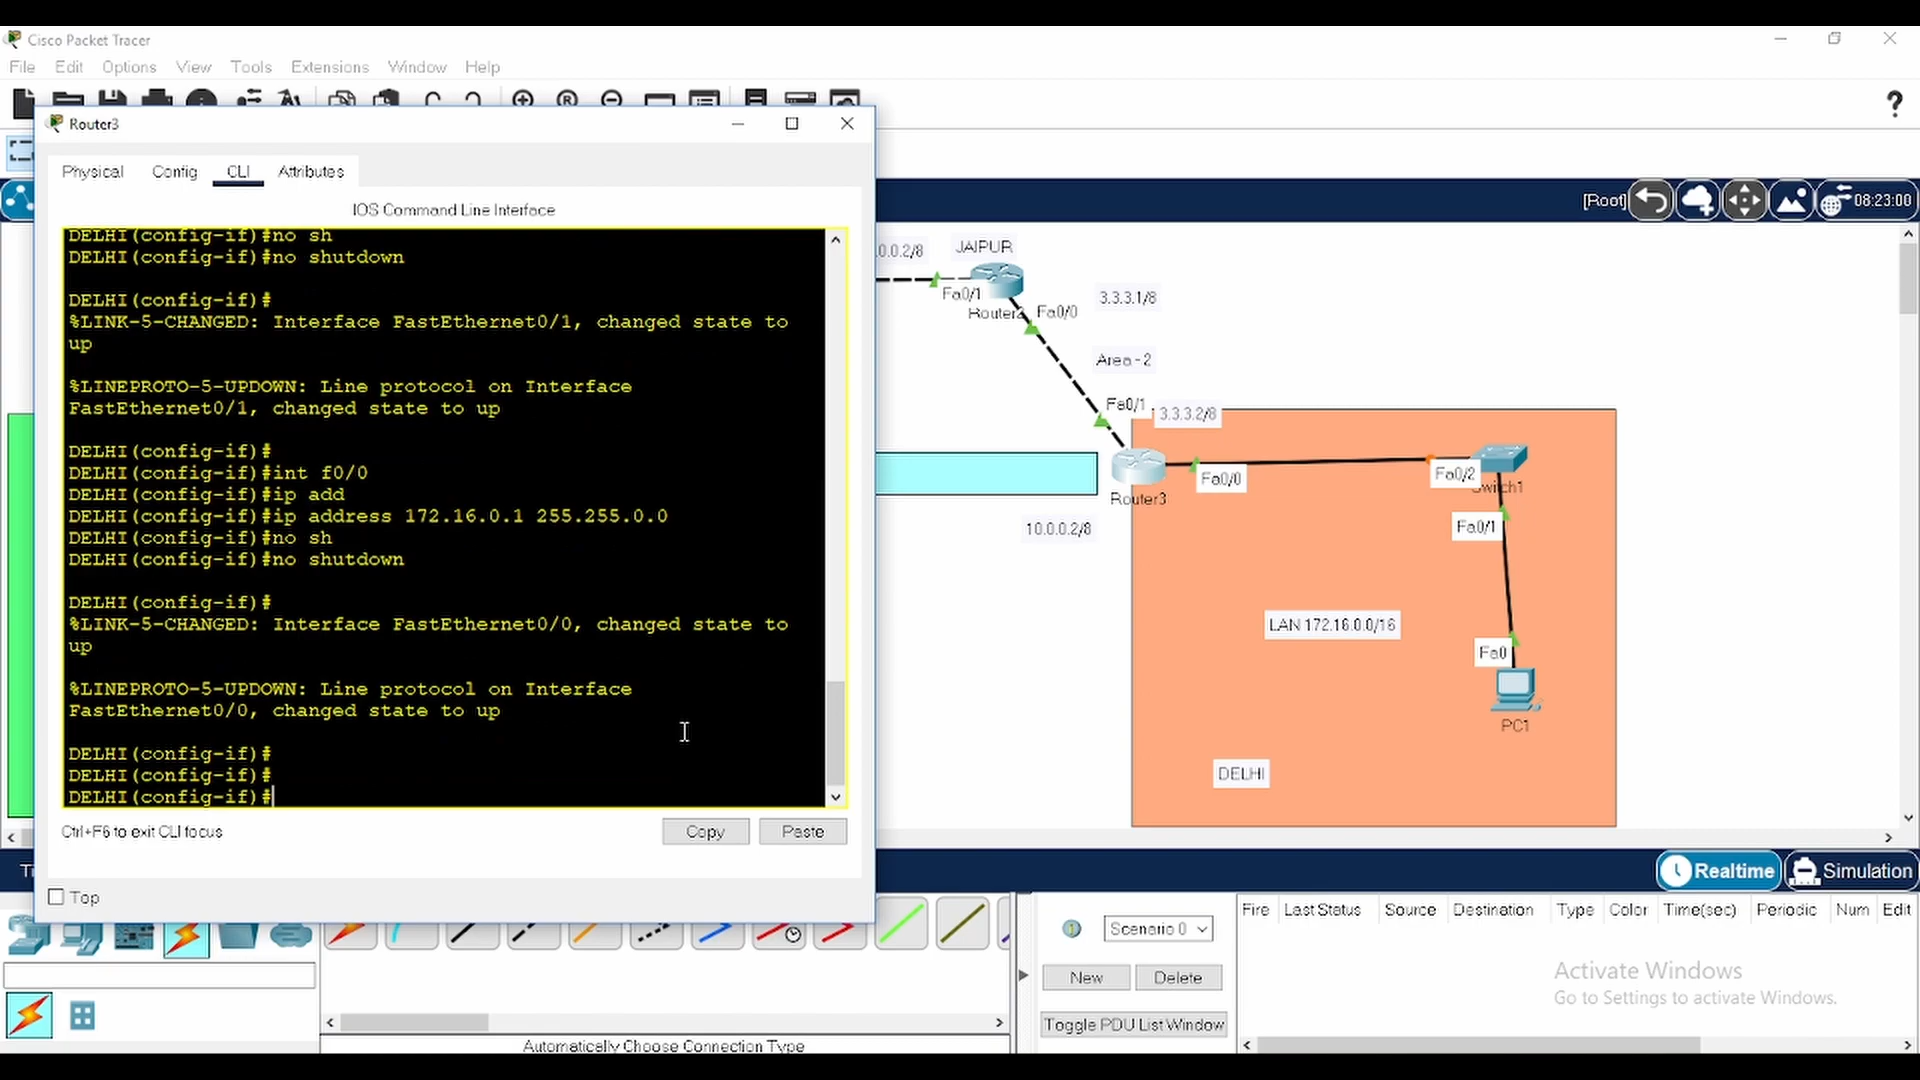 Cisco Packet Tracer
File Edit Options View Tools Extensions Window Help
?
Router3
Physical Config CLI Attributes
IOS Command Line Interface
DELHI(config-if)#no sh
DELHI(config-if)#no shutdown
DELHI(config-if)#
%LINK-5-CHANGED: Interface FastEthernet0/1, changed state to
up
%LINEPROTO-5-UPDOWN: Line protocol on Interface
FastEthernet0/1, changed state to up
DELHI(config-if)#
DELHI(config-if)#int f0/0
DELHI(config-if)#ip add
DELHI(config-if)#ip address 172.16.0.1 255.255.0.0
DELHI(config-if)#no sh
DELHI(config-if)#no shutdown
DELHI(config-if)#
%LINK-5-CHANGED: Interface FastEthernet0/0, changed state to
up
%LINEPROTO-5-UPDOWN: Line protocol on Interface
FastEthernet0/0, changed state to up
DELHI(config-if)#
DELHI(config-if)#
DELHI(config-if)#
Ctrl+F6 to exit CLI focus
Copy
Paste
Top
[Root]
08:23:00
.0.0.2/8
JAIPUR
Fa0/1
Router2
Fa0/0
3.3.3.1/8
Area-2
Fa0/1
3.3.3.2/8
Router3
Fa0/0
Fa0/2
Switch1
10.0.0.2/8
Fa0/1
LAN 172.16.0.0/16
Fa0
PC1
DELHI
Realtime
Simulation
Scenario 0
New
Delete
Toggle PDU List Window
Fire Last Status Source Destination Type Color Time(sec) Periodic Num Edit
Activate Windows
Go to Settings to activate Windows.
Automatically Choose Connection Type